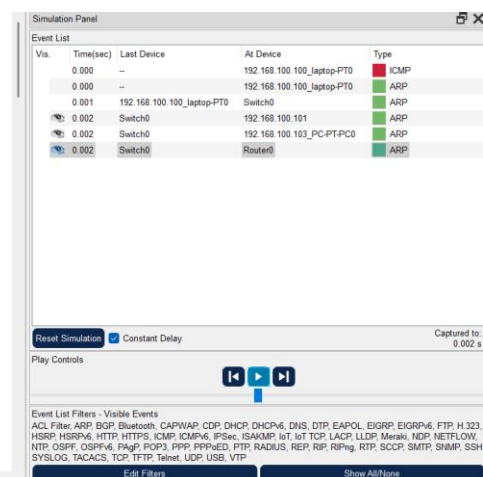 Simulation Panel
Event List
Vis. Time(sec) Last Device At Device Type
0.000 -- 192.168.100.100_laptop-PT0 ICMP
0.000 -- 192.168.100.100_laptop-PT0 ARP
0.001 192.168.100.100_laptop-PT0 Switch0 ARP
0.002 Switch0 192.168.100.101 ARP
0.002 Switch0 192.168.100.103_PC-PT-PC0 ARP
0.002 Switch0 Router0 ARP
Reset Simulation Constant Delay Captured to:
0.002 s
Play Controls
Event List Filters - Visible Events
ACL Filter, ARP, BGP, Bluetooth, CAPWAP, CDP, DHCP, DHCPv6, DNS, DTP, EAPOL, EIGRP, EIGRPv6, FTP, H.323,
HSRP, HSRPv6, HTTP, HTTPS, ICMP, ICMPv6, IPSec, ISAKMP, IoT, IoT TCP, LACP, LLDP, Meraki, NDP, NETFLOW,
NTP, OSPF, OSPFv6, PAgP, POP3, PPP, PPPoED, PTP, RADIUS, REP, RIP, RIPng, RTP, SCCP, SMTP, SNMP, SSH,
SYSLOG, TACACS, TCP, TFTP, Telnet, UDP, USB, VTP
Edit Filters Show All/None